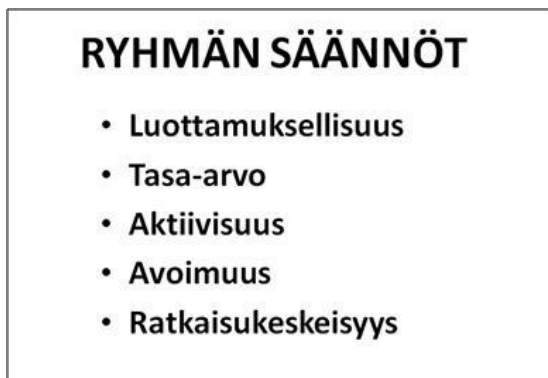 RYHMÄN SÄÄNNÖT
• Luottamuksellisuus
• Tasa-arvo
• Aktiivisuus
• Avoimuus
• Ratkaisukeskeisyys